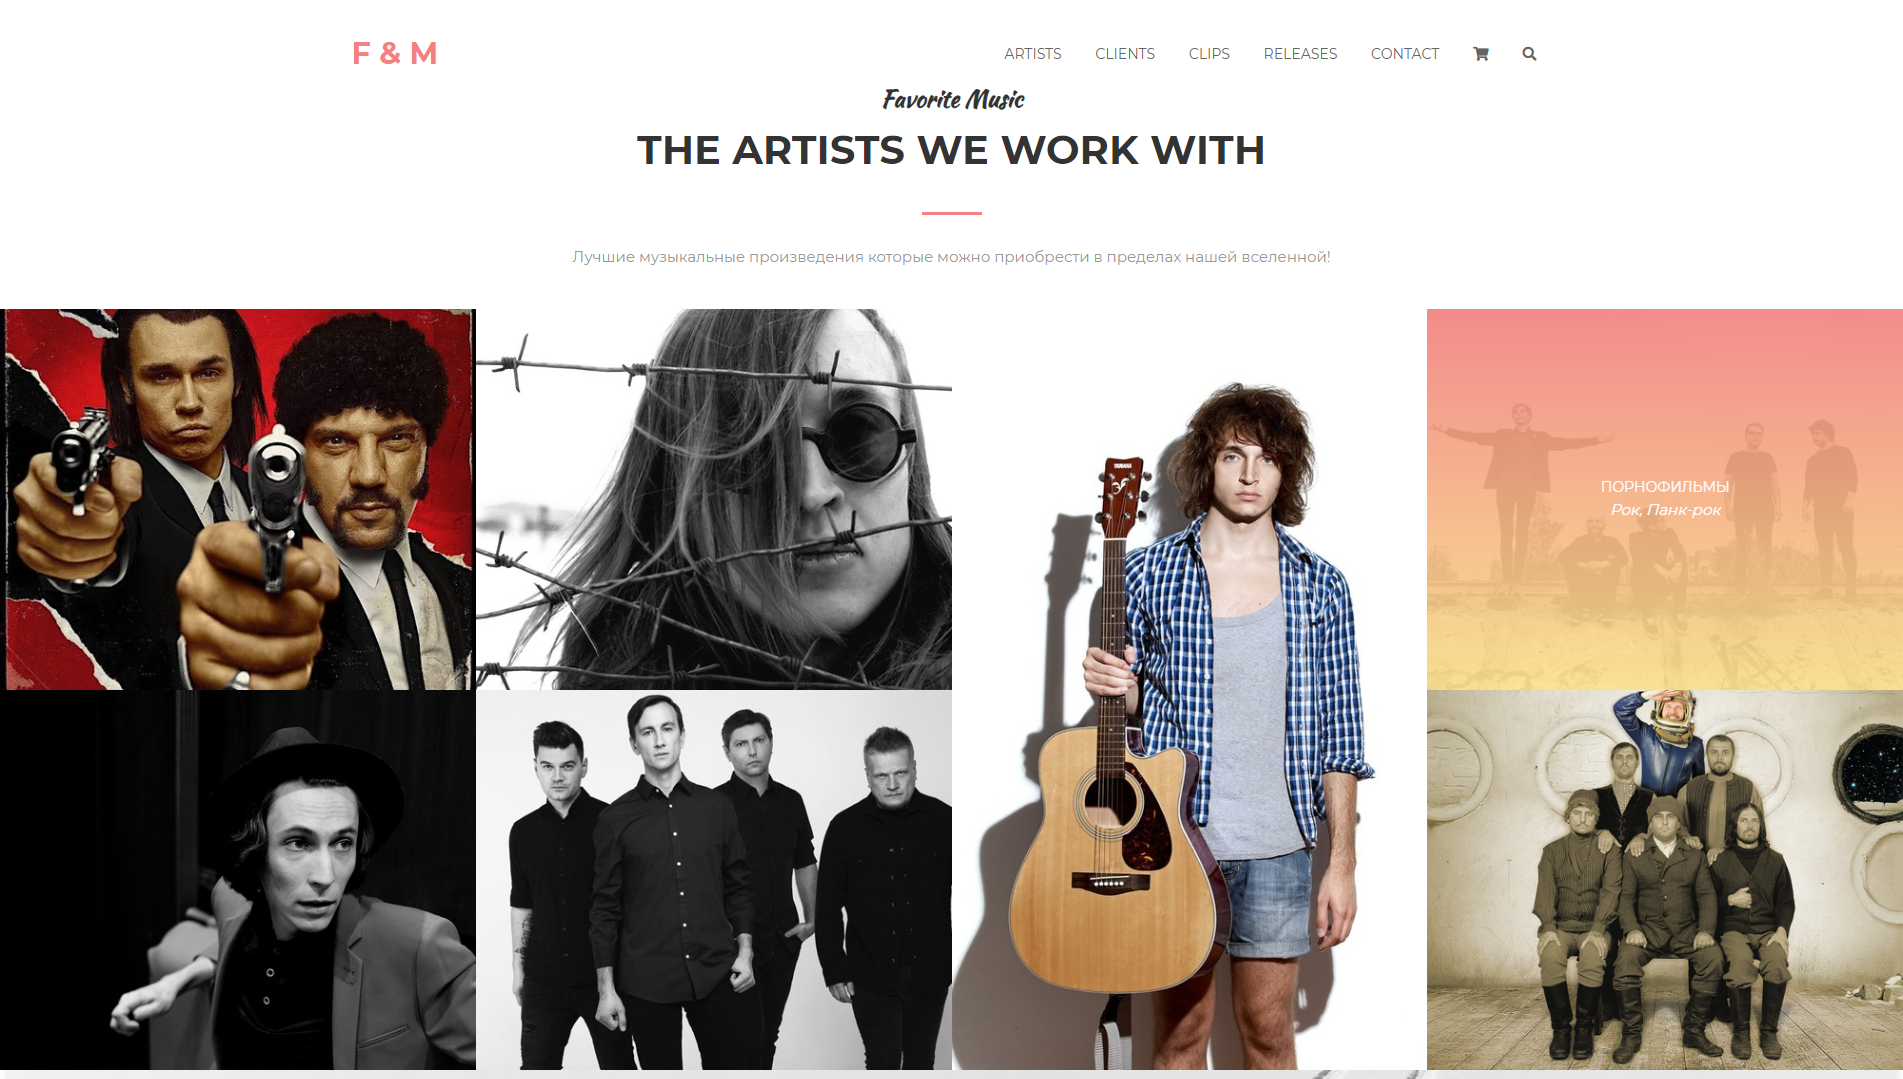 F & M
ARTISTS CLIENTS CLIPS RELEASES CONTACT
Favorite Music
THE ARTISTS WE WORK WITH
Лучшие музыкальные произведения которые можно приобрести в пределах нашей вселенной!
YAMAHA
ПОРНОФИЛЬМЫ
Рок, Панк-рок